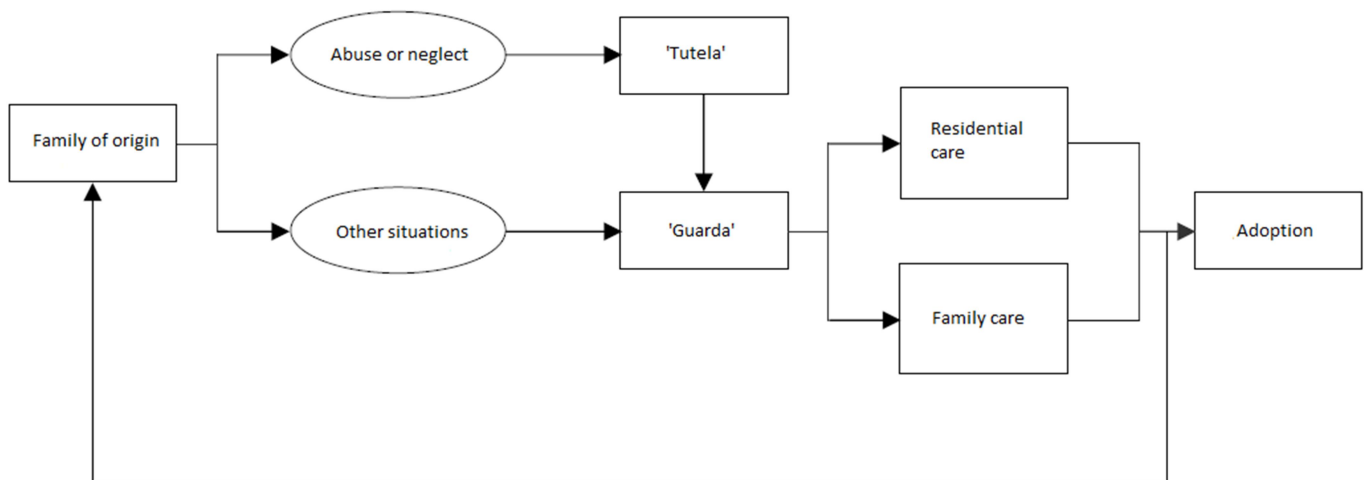 Abuse or neglect
'Tutela'
Family of origin
Residential
care
Other situations
'Guarda'
Adoption
Family care